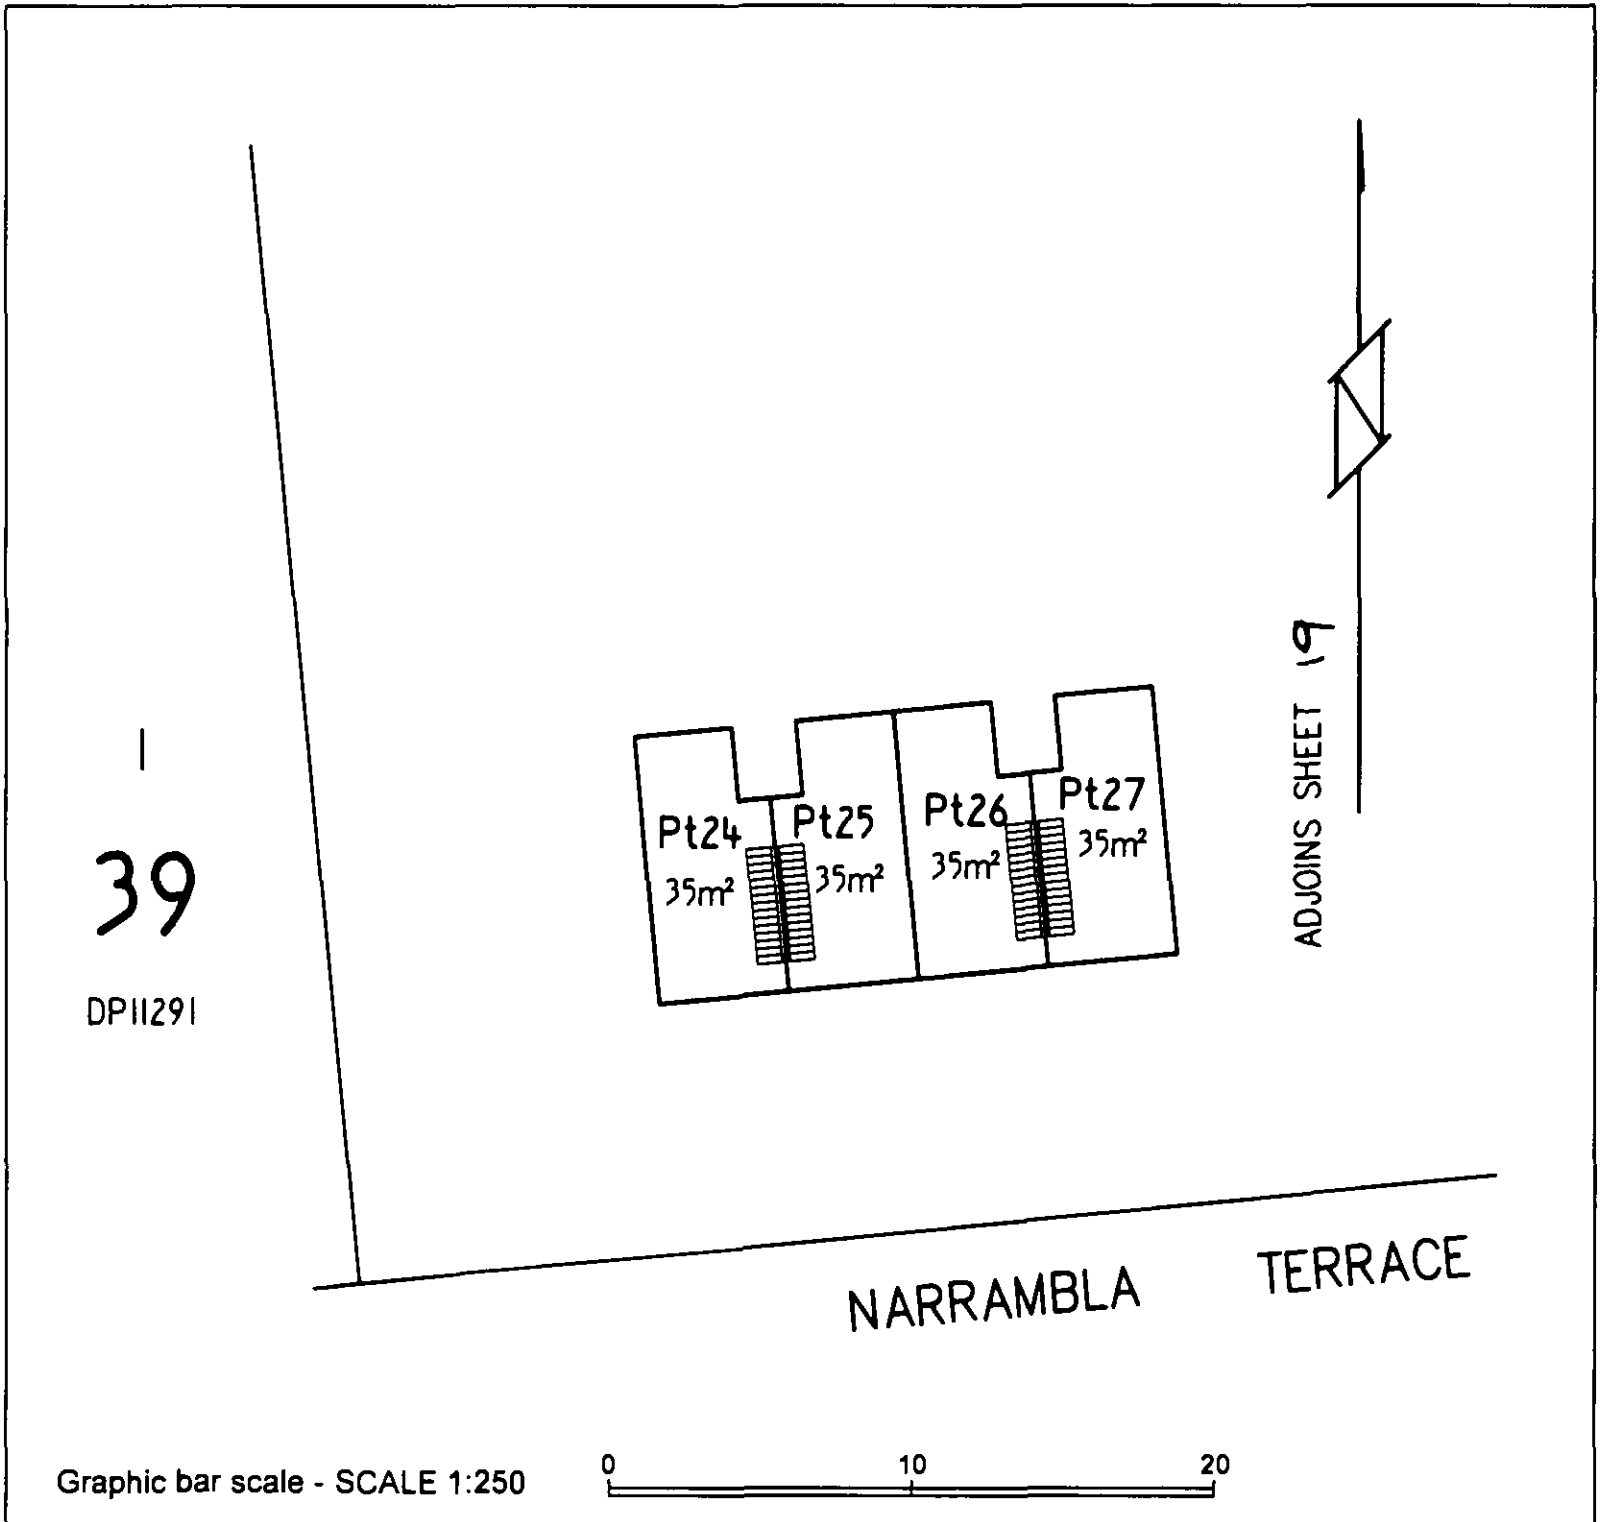 ADJOINS SHEET 19
1
39
DP11291
Pt24
35m²
Pt25
35m²
Pt26
35m²
Pt27
35m²
NARRAMBLA TERRACE
Graphic bar scale - SCALE 1:250
0 10 20